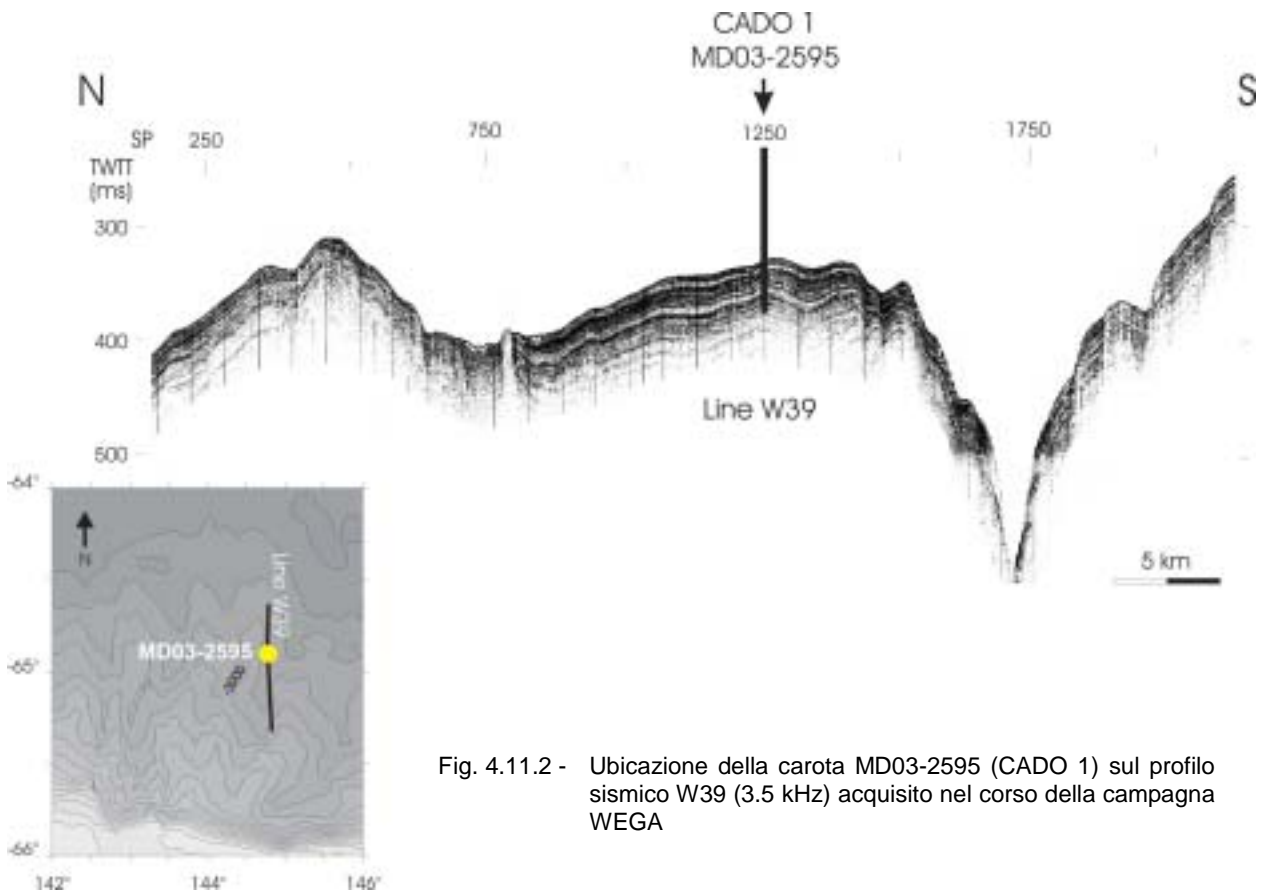 CADO 1
MD03-2595
N
S
SP 250 750 1250 1750
TWTT
(ms)
300
400
500
Line W39
5 km
-64°
N
Line W39
MD03-2595
-3000
-65°
-66°
142° 144° 146°
Fig. 4.11.2 - Ubicazione della carota MD03-2595 (CADO 1) sul profilo
sismico W39 (3.5 kHz) acquisito nel corso della campagna
WEGA